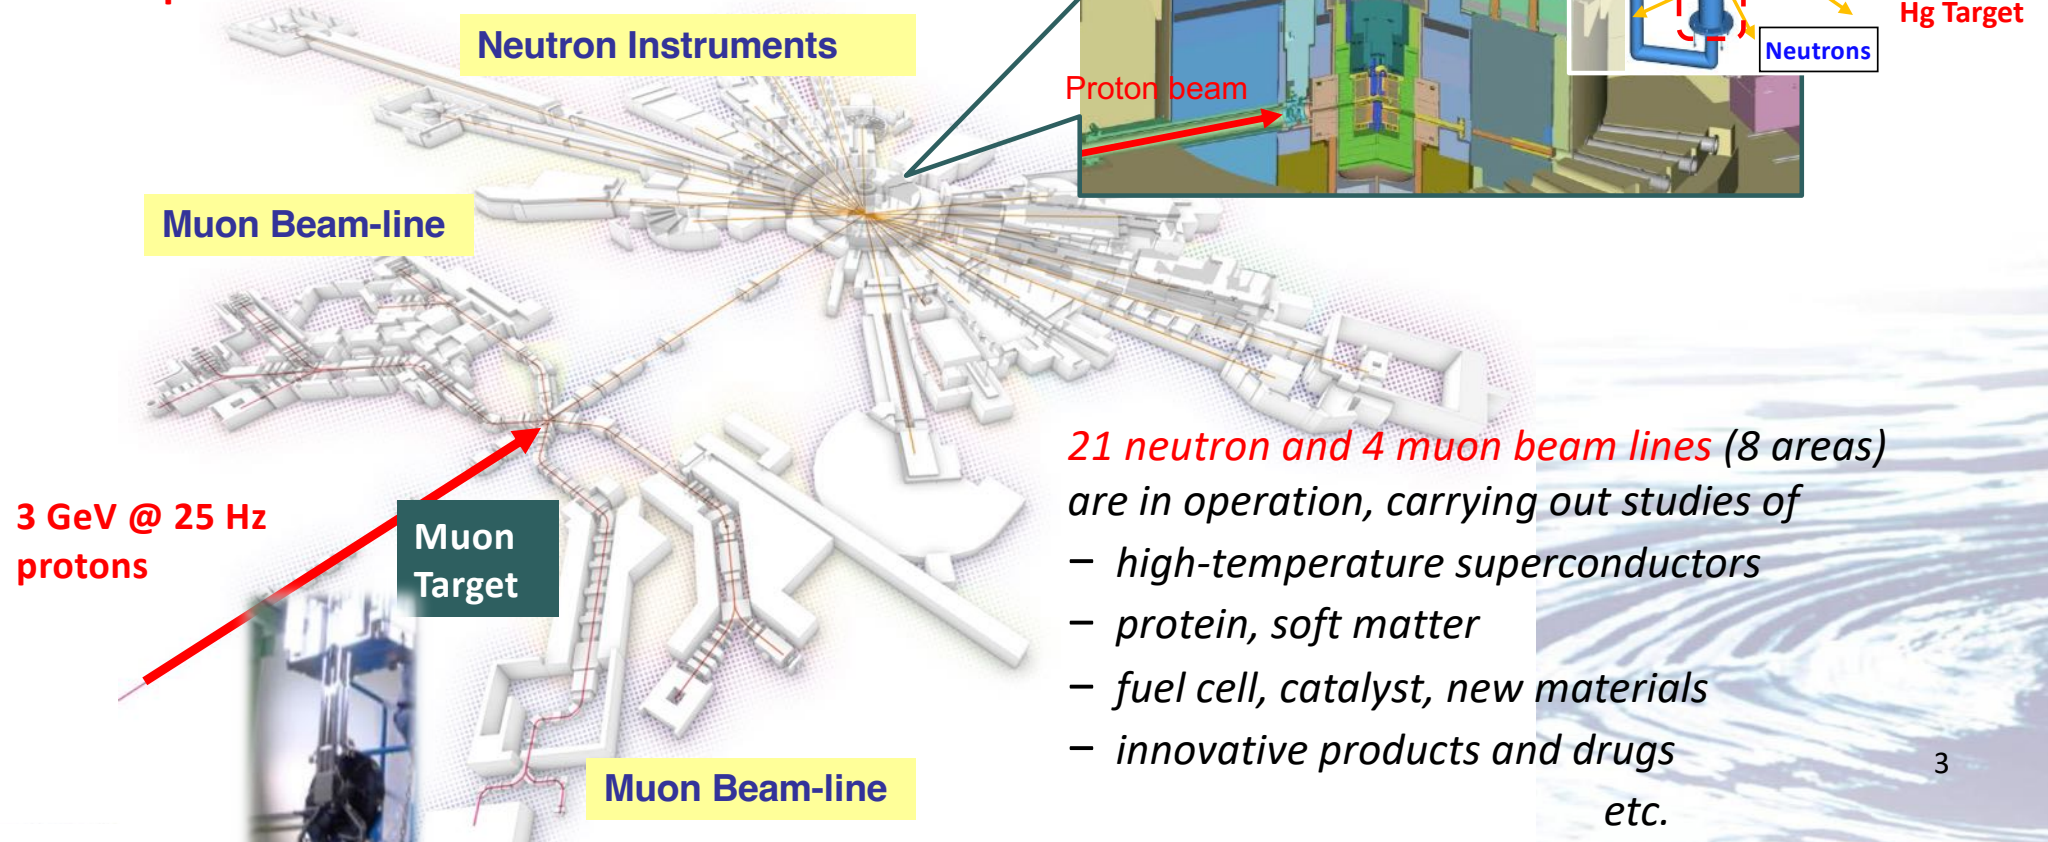 Hg Target
Neutrons
Neutron Instruments
Proton beam
Muon Beam-line
21 neutron and 4 muon beam lines (8 areas)
are in operation, carrying out studies of
– high-temperature superconductors
– protein, soft matter
– fuel cell, catalyst, new materials
– innovative products and drugs
etc.
3 GeV @ 25 Hz
protons
Muon
Target
Muon Beam-line
3